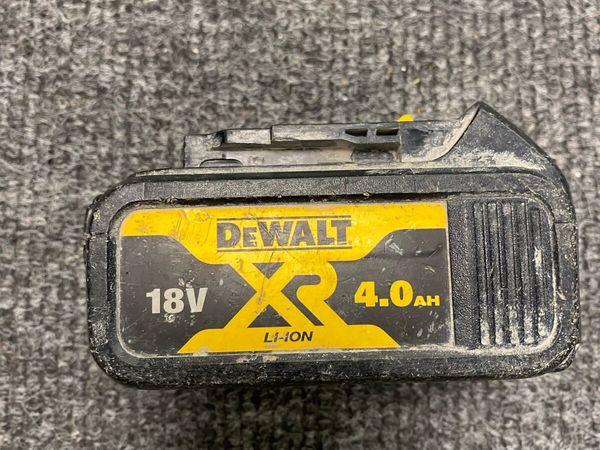 DEWALT
18V XR 4.0AH
LI-ION